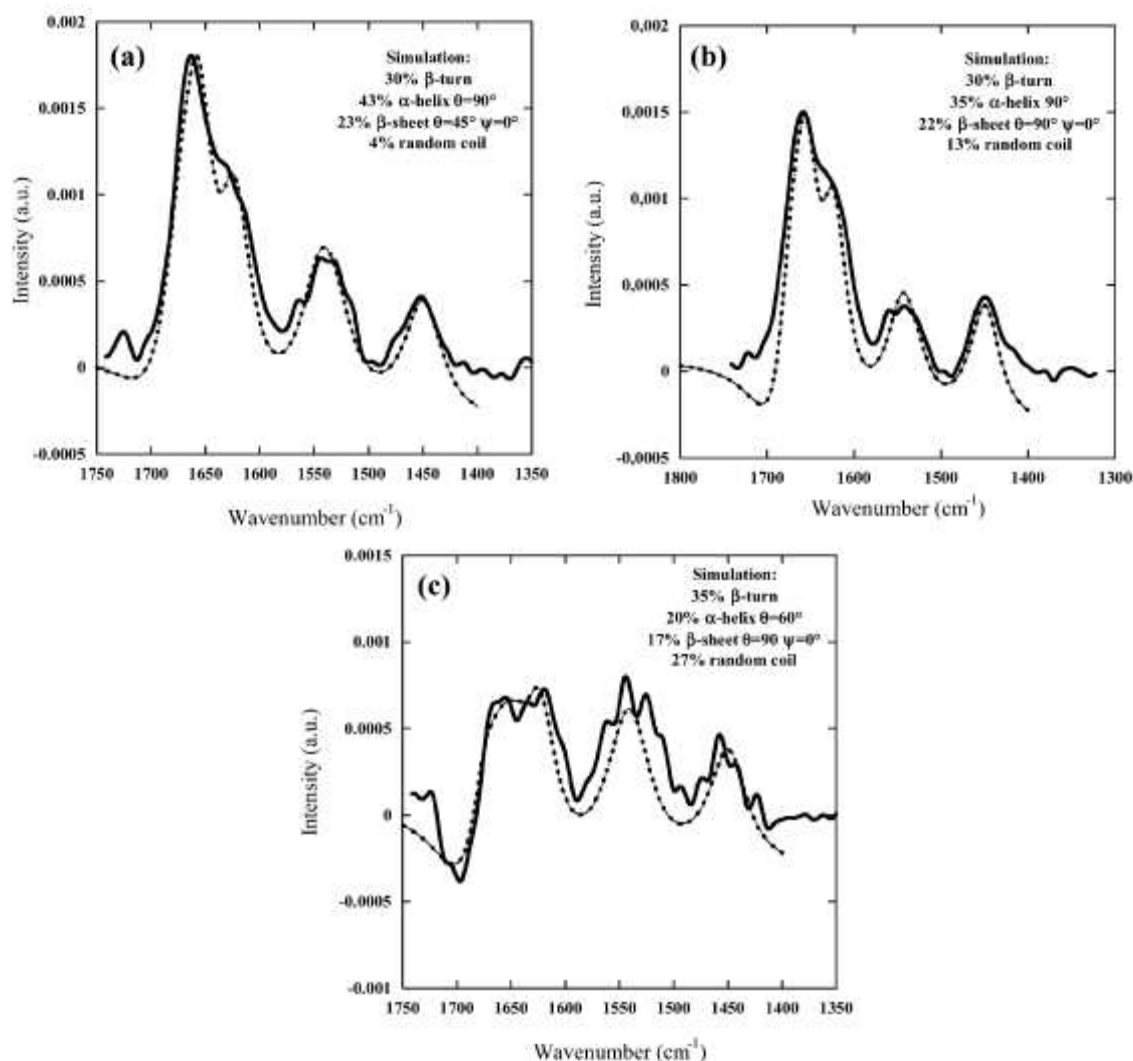 0.002
(a)
Simulation:
30% β-turn
43% α-helix θ=90°
23% β-sheet θ=45° ψ=0°
4% random coil
0.0015
0.001
0.0005
0
-0.0005
Intensity (a.u.)
1750 1700 1650 1600 1550 1500 1450 1400 1350
Wavenumber (cm⁻¹)
0,002
(b)
Simulation:
30% β-turn
35% α-helix 90°
22% β-sheet θ=90° ψ=0°
13% random coil
0,0015
0,001
0,0005
0
-0,0005
Intensity (a.u.)
1800 1700 1600 1500 1400 1300
Wavenumber (cm⁻¹)
0.0015
(c)
Simulation:
35% β-turn
20% α-helix θ=60°
17% β-sheet θ=90 ψ=0°
27% random coil
0.001
0.0005
0
-0.0005
-0.001
Intensity (a.u.)
1750 1700 1650 1600 1550 1500 1450 1400 1350
Wavenumber (cm⁻¹)